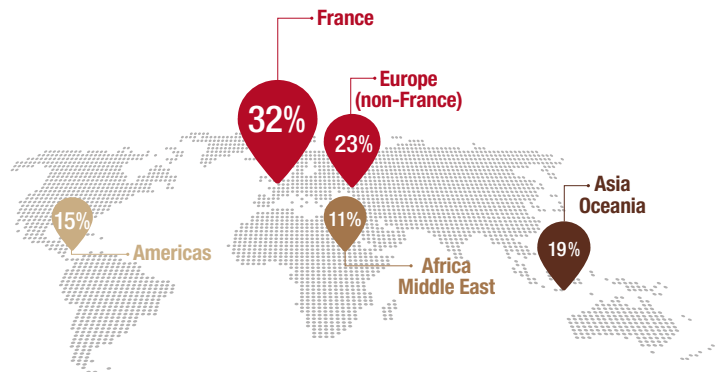 France
32%
Europe
(non-France)
23%
15%
Americas
11%
Africa
Middle East
Asia
Oceania
19%